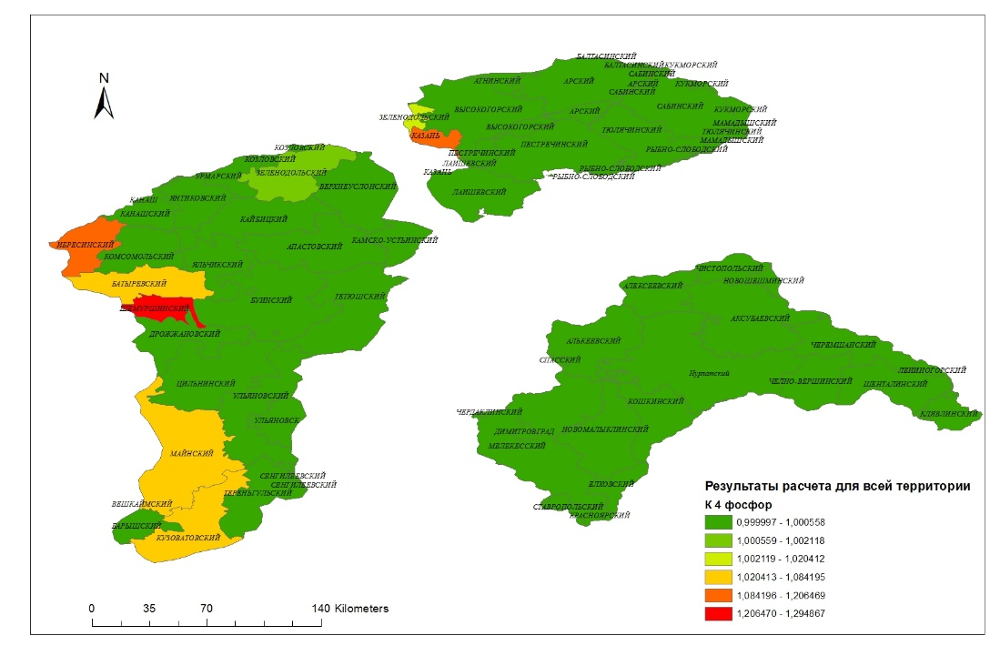 N
БАЛТАСИНСКИЙ
БАЛТАСИНСКИЙ КУКМОРСКИЙ
САБИНСКИЙ
АТНИНСКИЙ
АРСКИЙ
АРСКИЙ
КУКМОРСКИЙ
САБИНСКИЙ
ВЫСОКОГОРСКИЙ
АРСКИЙ
САБИНСКИЙ
КУКМОРСКИЙ
ЗЕЛЕНОДОЛЬСКИЙ
МАМАДЫШСКИЙ
ВЫСОКОГОРСКИЙ
ТЮЛЯЧИНСКИЙ
ТЮЛЯЧИНСКИЙ
КАЗАНЬ
МАМАДЫШСКИЙ
ПЕСТРЕЧИНСКИЙ
РЫБНО-СЛОБОДСКИЙ
ПЕСТРЕЧИНСКИЙ
ЛАИШЕВСКИЙ
РЫБНО-СЛОБОДСКИЙ
КАЗАНЬ
РЫБНО-СЛОБОДСКИЙ
ЛАИШЕВСКИЙ
КОЗЛОВСКИЙ
КОЗЛОВСКИЙ
УРМАРСКИЙ
ЗЕЛЕНОДОЛЬСКИЙ
ВЕРХНЕУСЛОНСКИЙ
КАНАШ
ЯНТИКОВСКИЙ
КАНАШСКИЙ
КАЙБИЦКИЙ
ИБРЕСИНСКИЙ
АПАСТОВСКИЙ
КАМСКО-УСТЬИНСКИЙ
КОМСОМОЛЬСКИЙ
ЯЛЬЧИКСКИЙ
БАТЫРЕВСКИЙ
БУИНСКИЙ
ТЕТЮШСКИЙ
ШЕМУРШИНСКИЙ
ДРОЖЖАНОВСКИЙ
ЦИЛЬНИНСКИЙ
УЛЬЯНОВСКИЙ
УЛЬЯНОВСК
МАЙНСКИЙ
СЕНГИЛЕЕВСКИЙ
СЕНГИЛЕЕВСКИЙ
ТЕРЕНЬГУЛЬСКИЙ
ВЕШКАЙМСКИЙ
БАРЫШСКИЙ
КУЗОВАТОВСКИЙ
ЧИСТОПОЛЬСКИЙ
НОВОШЕШМИНСКИЙ
АЛЕКСЕЕВСКИЙ
АКСУБАЕВСКИЙ
АЛЬКЕЕВСКИЙ
ЧЕРЕМШАНСКИЙ
СПАССКИЙ
Нурлатский
ЛЕНИНОГОРСКИЙ
ЧЕЛНО-ВЕРШИНСКИЙ
ШЕНТАЛИНСКИЙ
КОШКИНСКИЙ
ЧЕРДАКЛИНСКИЙ
КЛЯВЛИНСКИЙ
ДИМИТРОВГРАД
НОВОМАЛЫКЛИНСКИЙ
МЕЛЕКЕССКИЙ
ЕЛХОВСКИЙ
СТАВРОПОЛЬСКИЙ
КРАСНОЯРСКИЙ
Результаты расчета для всей территории
К 4 фосфор
0,999997 - 1,000558
1,000559 - 1,002118
1,002119 - 1,020412
1,020413 - 1,084195
1,084196 - 1,206469
1,206470 - 1,294867
0 35 70 140 Kilometers